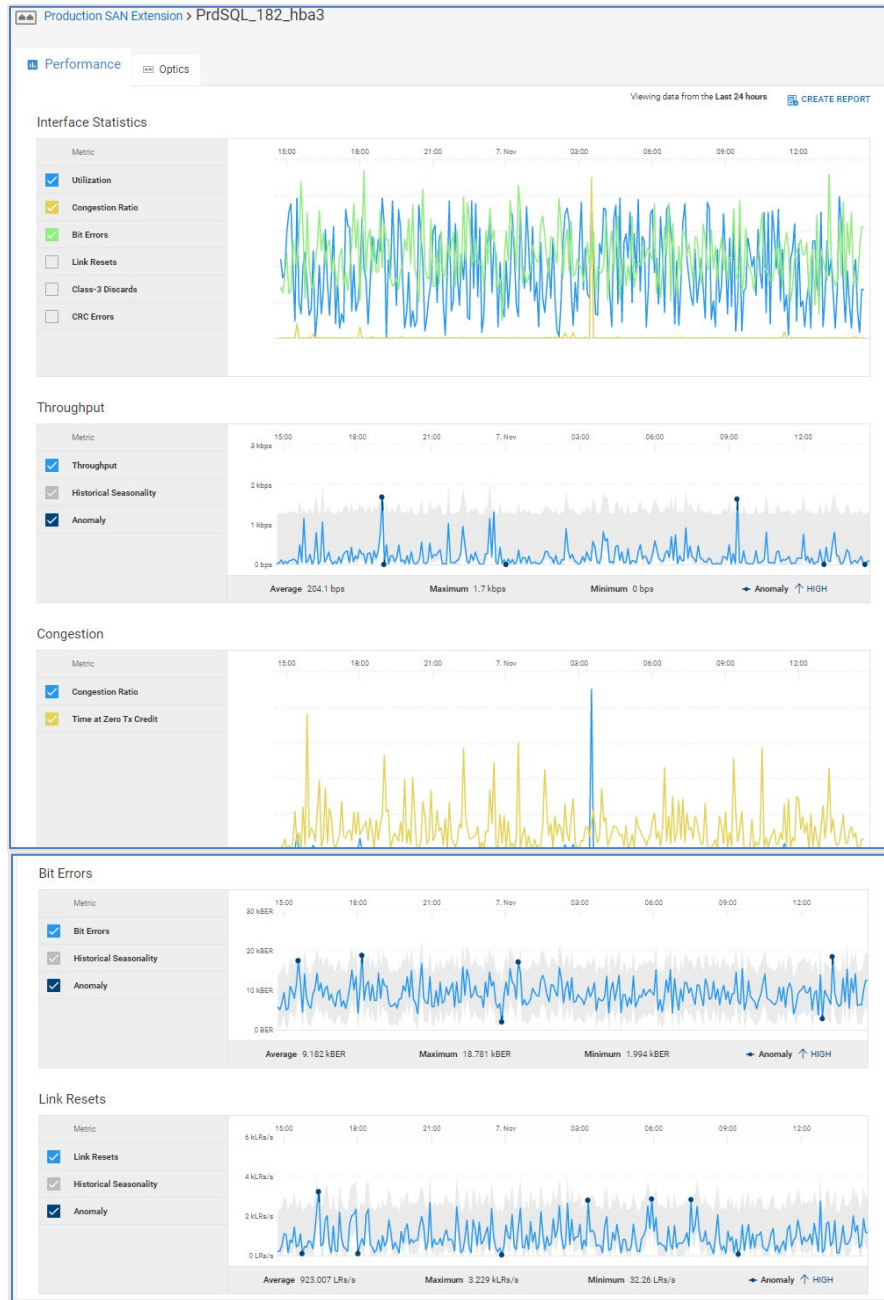 Production SAN Extension > PrdSQL_182_hba3
Performance
Optics
Viewing data from the Last 24 hours
CREATE REPORT
Interface Statistics
Metric
15:00 18:00 21:00 7. Nov 03:00 06:00 09:00 12:00
Utilization
Congestion Ratio
Bit Errors
Link Resets
Class-3 Discards
CRC Errors
Throughput
Metric
15:00 18:00 21:00 7. Nov 03:00 06:00 09:00 12:00
3 kbps
Throughput
2 kbps
Historical Seasonality
Anomaly
1 kbps
0 bps
Average 204.1 bps Maximum 1.7 kbps Minimum 0 bps Anomaly ↑ HIGH
Congestion
Metric
15:00 18:00 21:00 7. Nov 03:00 06:00 09:00 12:00
Congestion Ratio
Time at Zero Tx Credit
Bit Errors
Metric
15:00 18:00 21:00 7. Nov 03:00 06:00 09:00 12:00
30 kBER
Bit Errors
20 kBER
Historical Seasonality
Anomaly
10 kBER
0 BER
Average 9.182 kBER Maximum 18.781 kBER Minimum 1.994 kBER Anomaly ↑ HIGH
Link Resets
Metric
15:00 18:00 21:00 7. Nov 03:00 06:00 09:00 12:00
6 kLRs/s
Link Resets
4 kLRs/s
Historical Seasonality
Anomaly
2 kLRs/s
0 LRs/s
Average 923.007 LRs/s Maximum 3.229 kLRs/s Minimum 32.26 LRs/s Anomaly ↑ HIGH